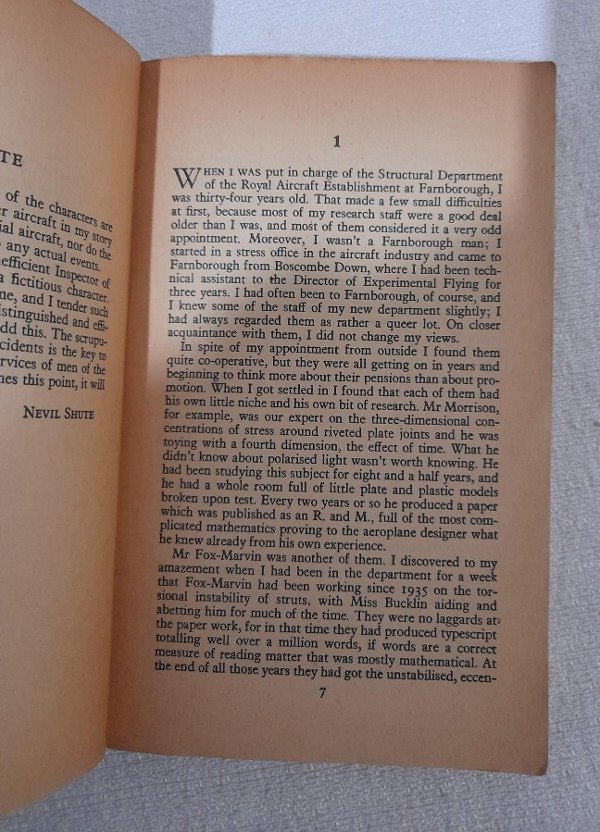 TE
of the characters are
r aircraft in my story
ial aircraft, nor do the
any actual events.
efficient Inspector of
a fictitious character.
ne, and I tender such
istinguished and effi-
dd this. The scrupu-
cidents is the key to
ervices of men of the
nes this point, it will
NEVIL SHUTE
1
WHEN I WAS put in charge of the Structural Department
of the Royal Aircraft Establishment at Farnborough, I
was thirty-four years old. That made a few small difficulties
at first, because most of my research staff were a good deal
older than I was, and most of them considered it a very odd
appointment. Moreover, I wasn't a Farnborough man; I
started in a stress office in the aircraft industry and came to
Farnborough from Boscombe Down, where I had been tech-
nical assistant to the Director of Experimental Flying for
three years. I had often been to Farnborough, of course, and
I knew some of the staff of my new department slightly; I
had always regarded them as rather a queer lot. On closer
acquaintance with them, I did not change my views.
In spite of my appointment from outside I found them
quite co-operative, but they were all getting on in years and
beginning to think more about their pensions than about pro-
motion. When I got settled in I found that each of them had
his own little niche and his own bit of research. Mr Morrison,
for example, was our expert on the three-dimensional con-
centrations of stress around riveted plate joints and he was
toying with a fourth dimension, the effect of time. What he
didn't know about polarised light wasn't worth knowing. He
had been studying this subject for eight and a half years, and
he had a whole room full of little plate and plastic models
broken upon test. Every two years or so he produced a paper
which was published as an R. and M., full of the most com-
plicated mathematics proving to the aeroplane designer what
he knew already from his own experience.
Mr Fox-Marvin was another of them. I discovered to my
amazement when I had been in the department for a week
that Fox-Marvin had been working since 1935 on the tor-
sional instability of struts, with Miss Bucklin aiding and
abetting him for much of the time. They were no laggards at
the paper work, for in that time they had produced typescript
totalling well over a million words, if words are a correct
measure of reading matter that was mostly mathematical. At
the end of all those years they had got the unstabilised, eccen-
7